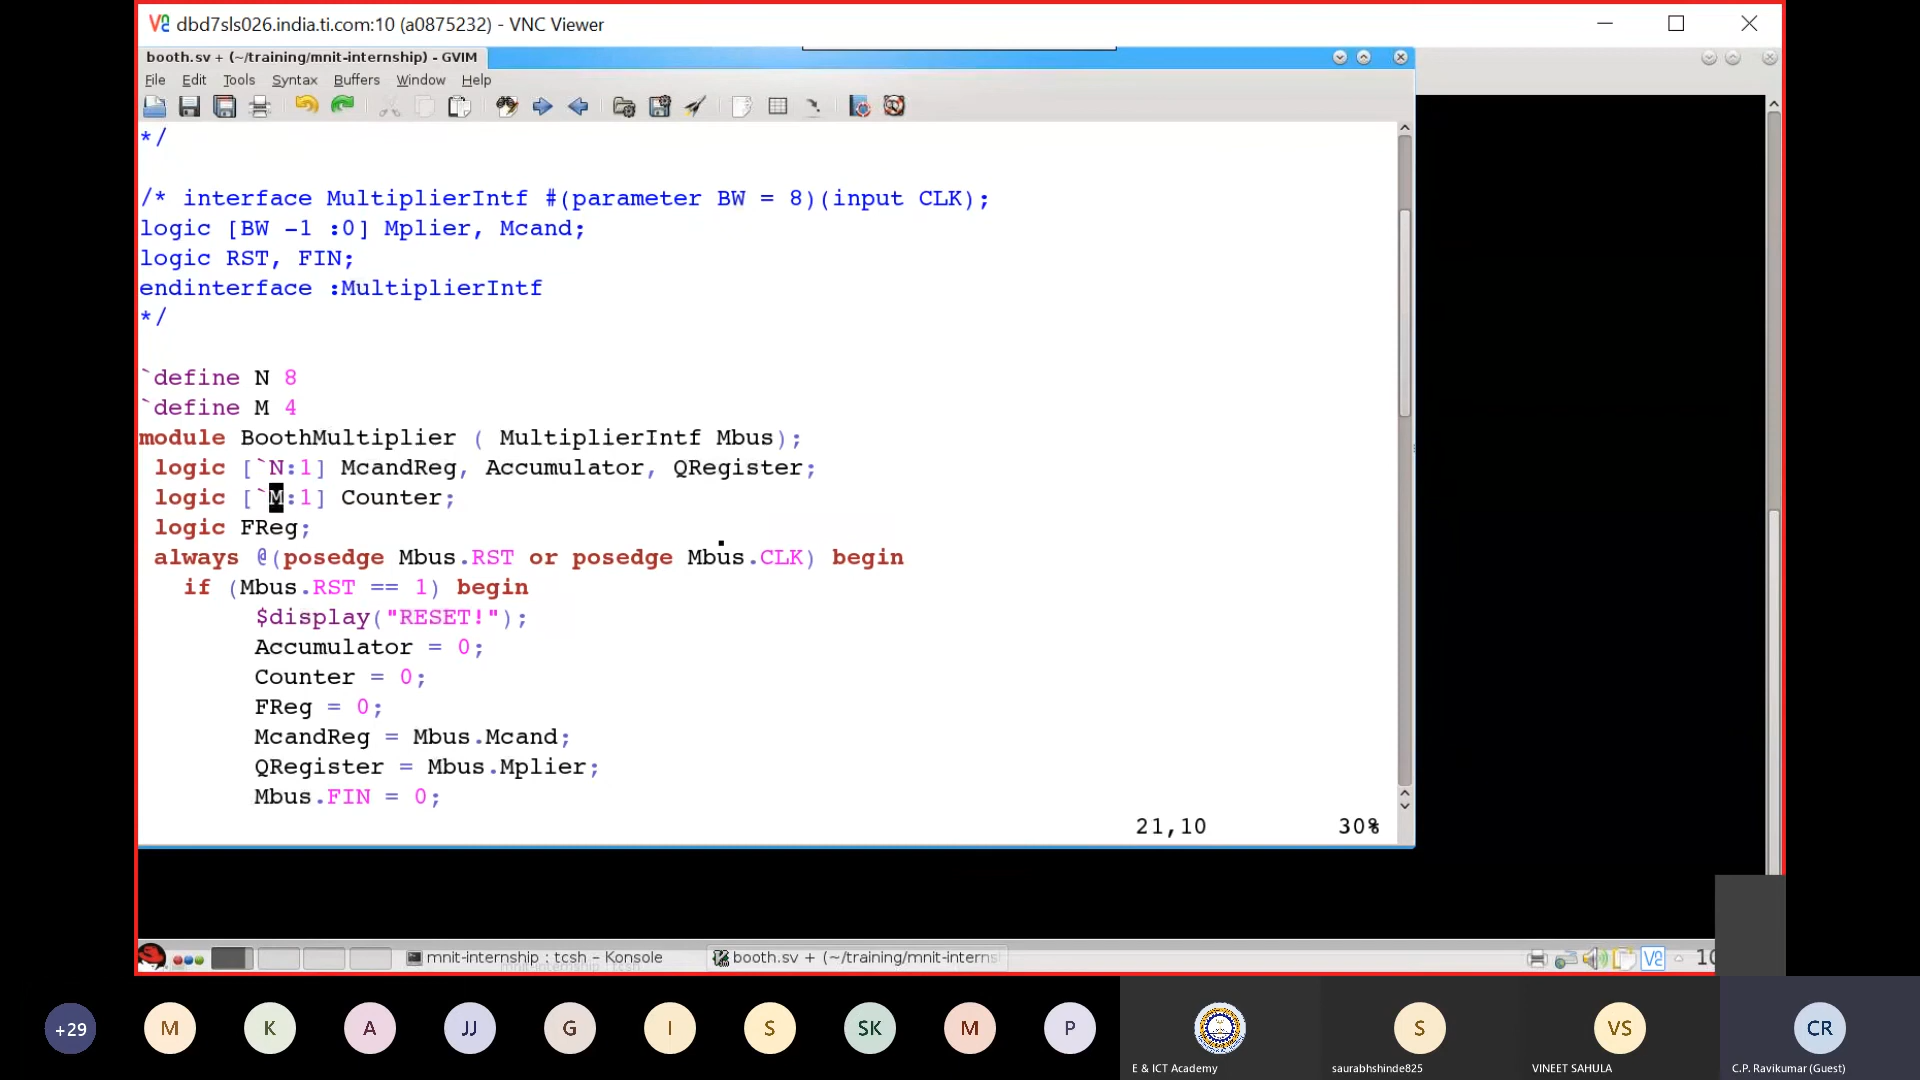 dbd7sls026.india.ti.com:10 (a0875232) - VNC Viewer
booth.sv + (~/training/mnit-internship) - GVIM
File Edit Tools Syntax Buffers Window Help
*/
/* interface MultiplierIntf #(parameter BW = 8)(input CLK);
logic [BW -1 :0] Mplier, Mcand;
logic RST, FIN;
endinterface :MultiplierIntf
*/
`define N 8
`define M 4
module BoothMultiplier ( MultiplierIntf Mbus);
logic [`N:1] McandReg, Accumulator, QRegister;
logic [`M:1] Counter;
logic FReg;
always @(posedge Mbus.RST or posedge Mbus.CLK) begin
if (Mbus.RST == 1) begin
$display("RESET!");
Accumulator = 0;
Counter = 0;
FReg = 0;
McandReg = Mbus.Mcand;
QRegister = Mbus.Mplier;
Mbus.FIN = 0;
21,10 30%
mnit-internship : tcsh - Konsole
booth.sv + (~/training/mnit-interns
10
+29 M K A JJ G I S SK M P S VS CR
E & ICT Academy saurabhshinde825 VINEET SAHULA C.P. Ravikumar (Guest)